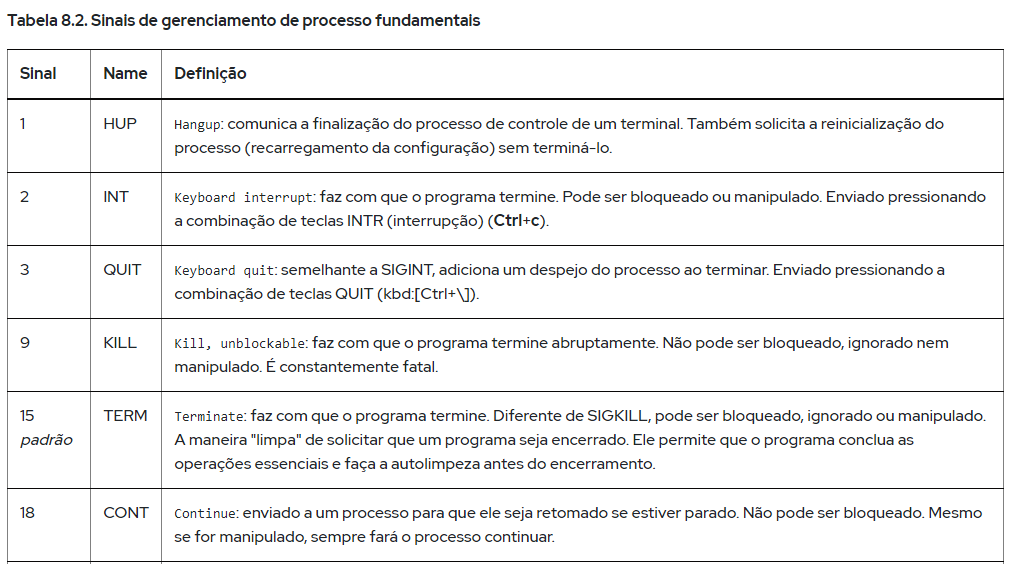 Tabela 8.2. Sinais de gerenciamento de processo fundamentais
Sinal Name Definição
1 HUP Hangup: comunica a finalização do processo de controle de um terminal. Também solicita a reinicialização do
processo (recarregamento da configuração) sem terminá-lo.
2 INT Keyboard interrupt: faz com que o programa termine. Pode ser bloqueado ou manipulado. Enviado pressionando
a combinação de teclas INTR (interrupção) (Ctrl+c).
3 QUIT Keyboard quit: semelhante a SIGINT, adiciona um despejo do processo ao terminar. Enviado pressionando a
combinação de teclas QUIT (kbd:[Ctrl+\]).
9 KILL Kill, unblockable: faz com que o programa termine abruptamente. Não pode ser bloqueado, ignorado nem
manipulado. É constantemente fatal.
15 TERM Terminate: faz com que o programa termine. Diferente de SIGKILL, pode ser bloqueado, ignorado ou manipulado.
padrão A maneira "limpa" de solicitar que um programa seja encerrado. Ele permite que o programa conclua as
operações essenciais e faça a autolimpeza antes do encerramento.
18 CONT Continue: enviado a um processo para que ele seja retomado se estiver parado. Não pode ser bloqueado. Mesmo
se for manipulado, sempre fará o processo continuar.